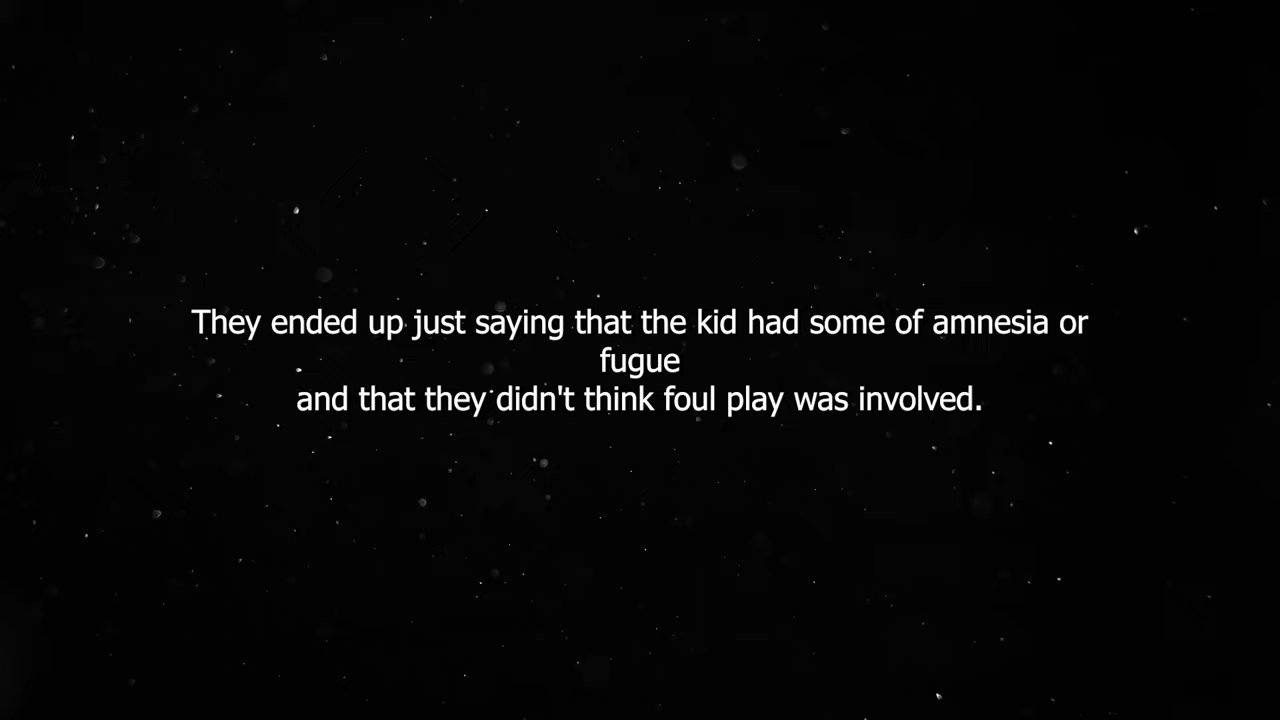 They ended up just saying that the kid had some of amnesia or
fugue
and that they didn't think foul play was involved.